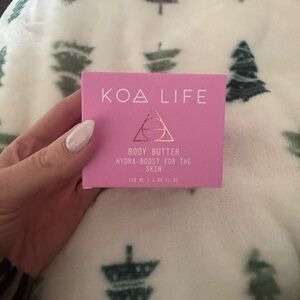 KOA LIFE
BODY BUTTER
HYDRA-BOOST FOR THE
SKIN